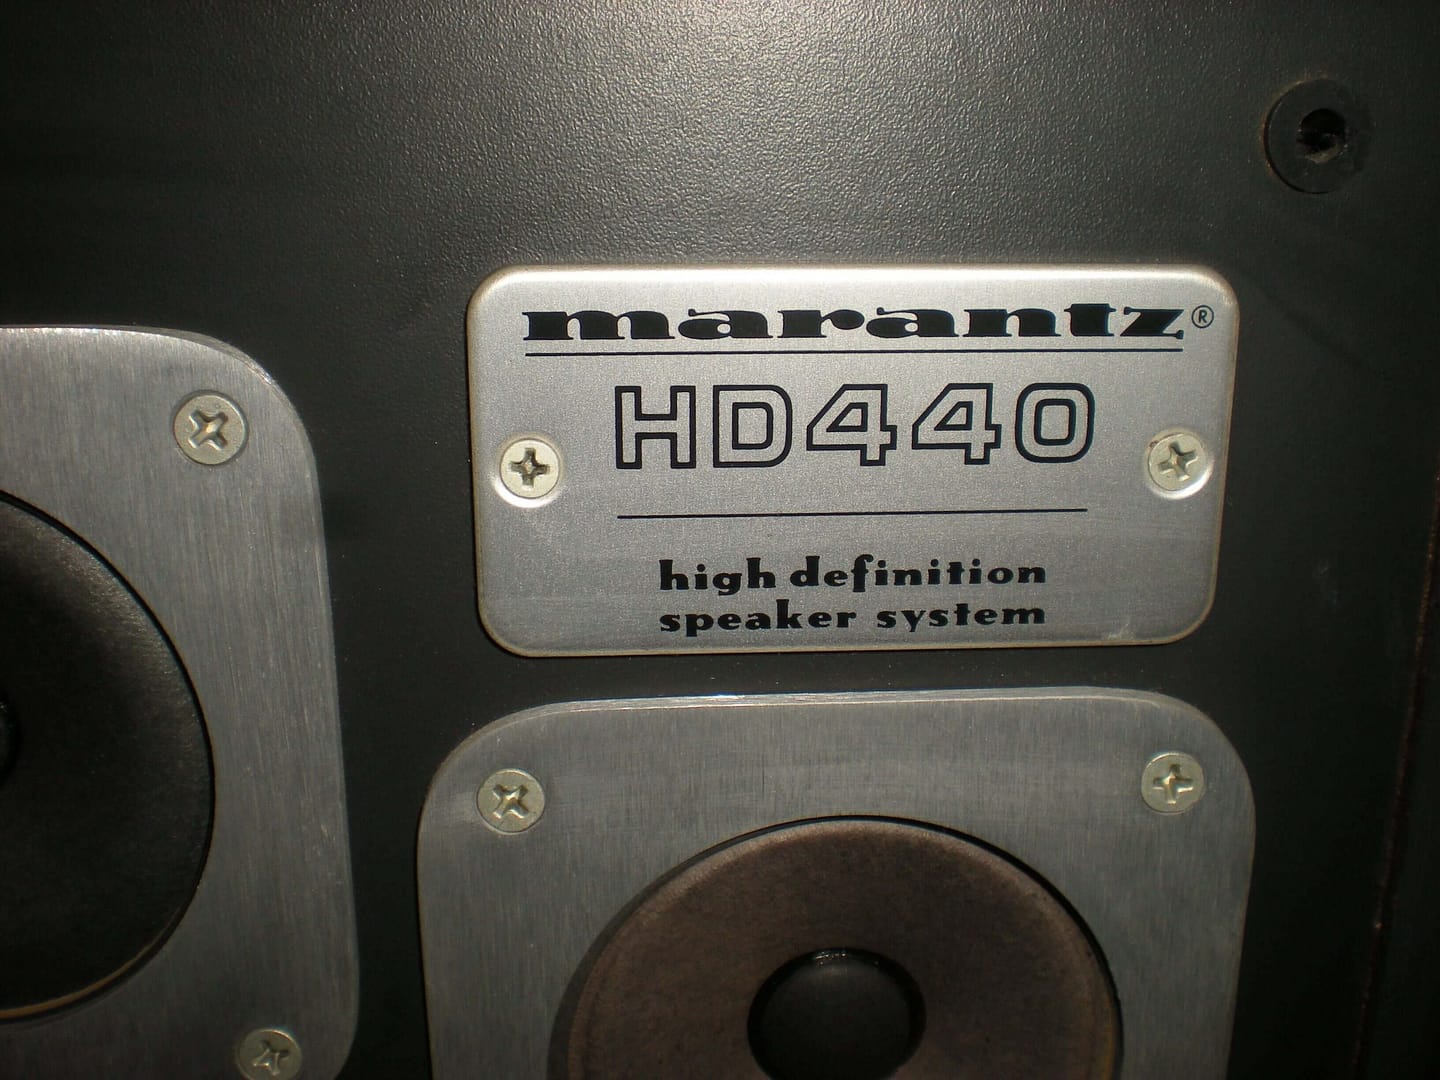 marantz®
HD440
high definition
speaker system